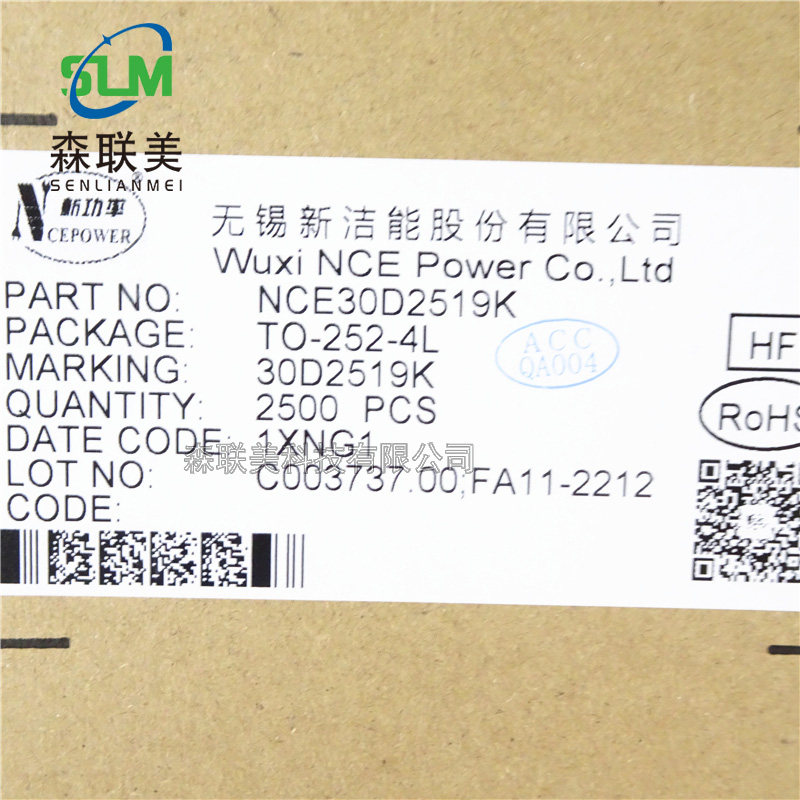 SLM
森联美
SENLIANMEI
新功率
NCEPOWER
无锡新洁能股份有限公司
Wuxi NCE Power Co.,Ltd
PART NO: NCE30D2519K
PACKAGE: TO-252-4L
MARKING: 30D2519K
QUANTITY: 2500 PCS
DATE CODE: 1XNG1
森联美科技有限公司
LOT NO: C003737.00;FA11-2212
CODE:
ACC
QA004
HF
RoHS